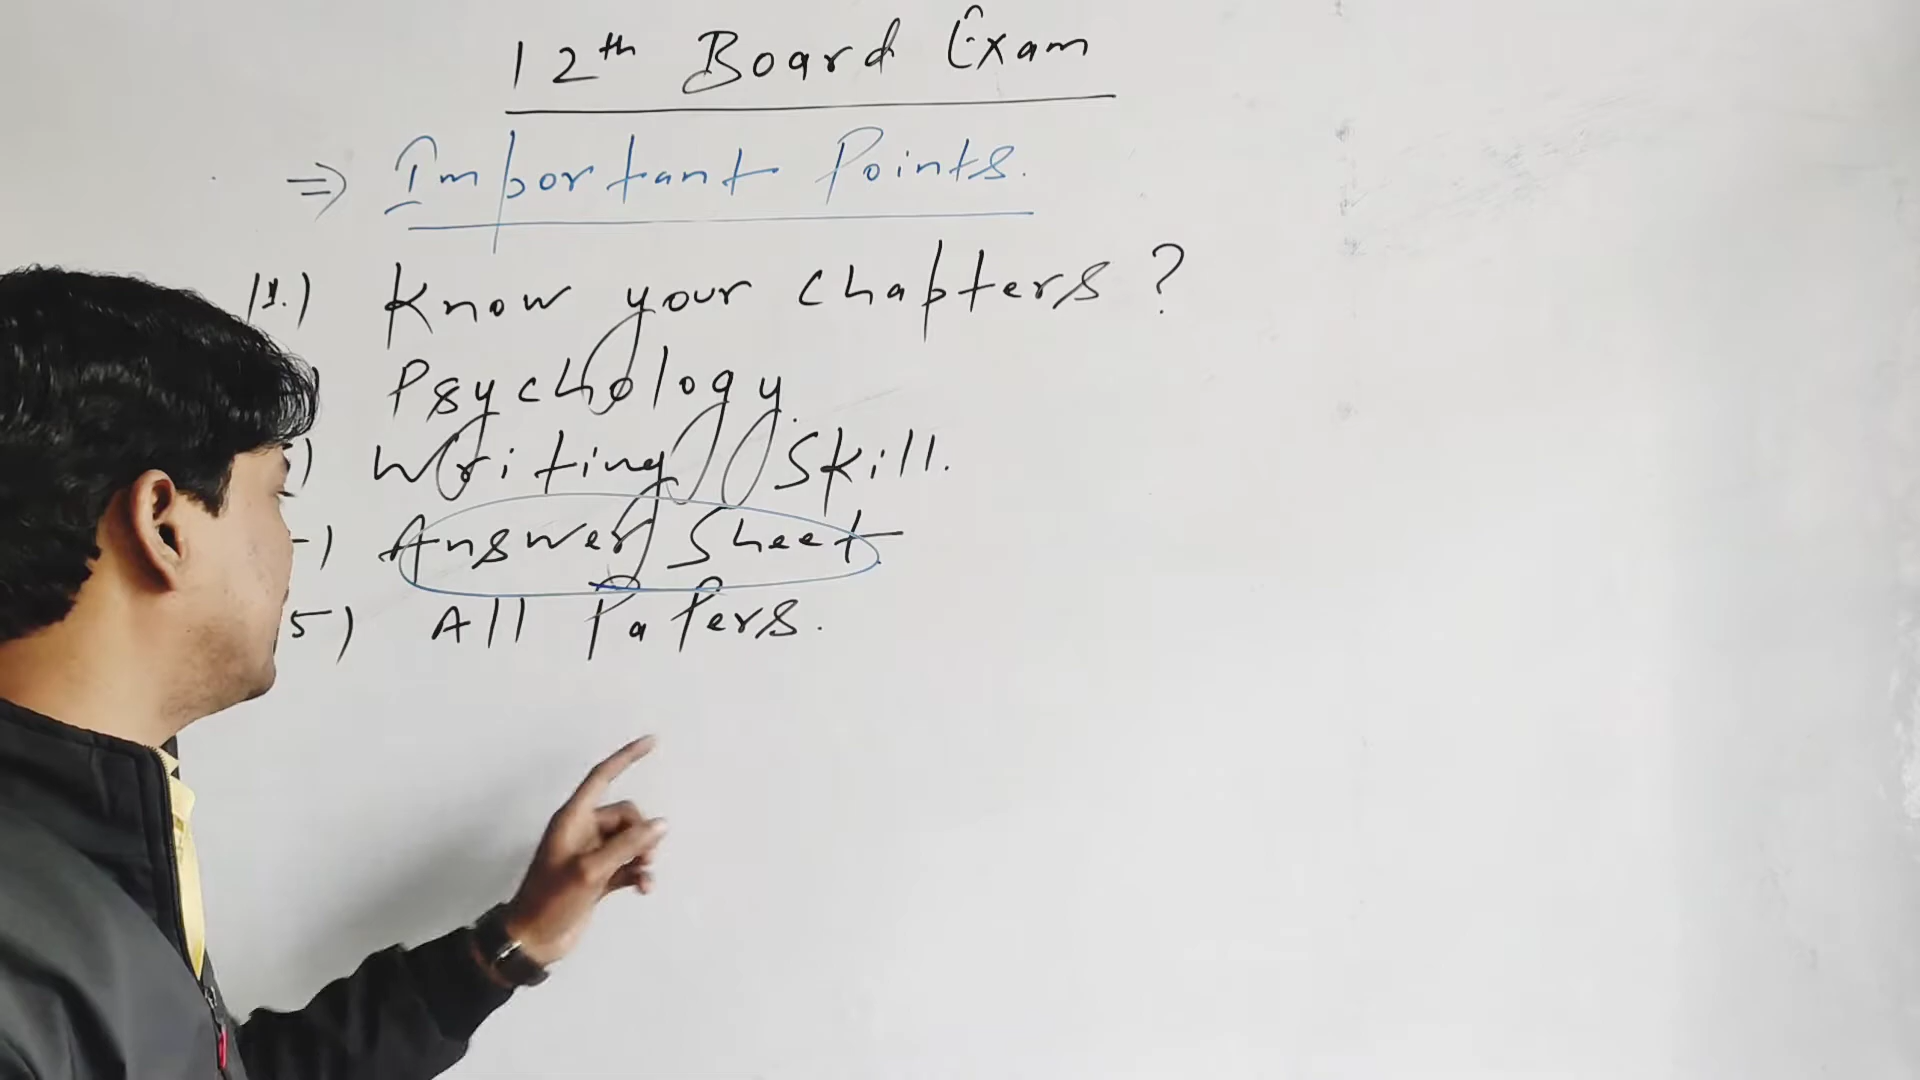 12th Board Exam
⇒ Important Points.
1.) Know your chapters ?
) Psychology.
) Writing Skill.
-) Answer Sheet
5) All Papers.